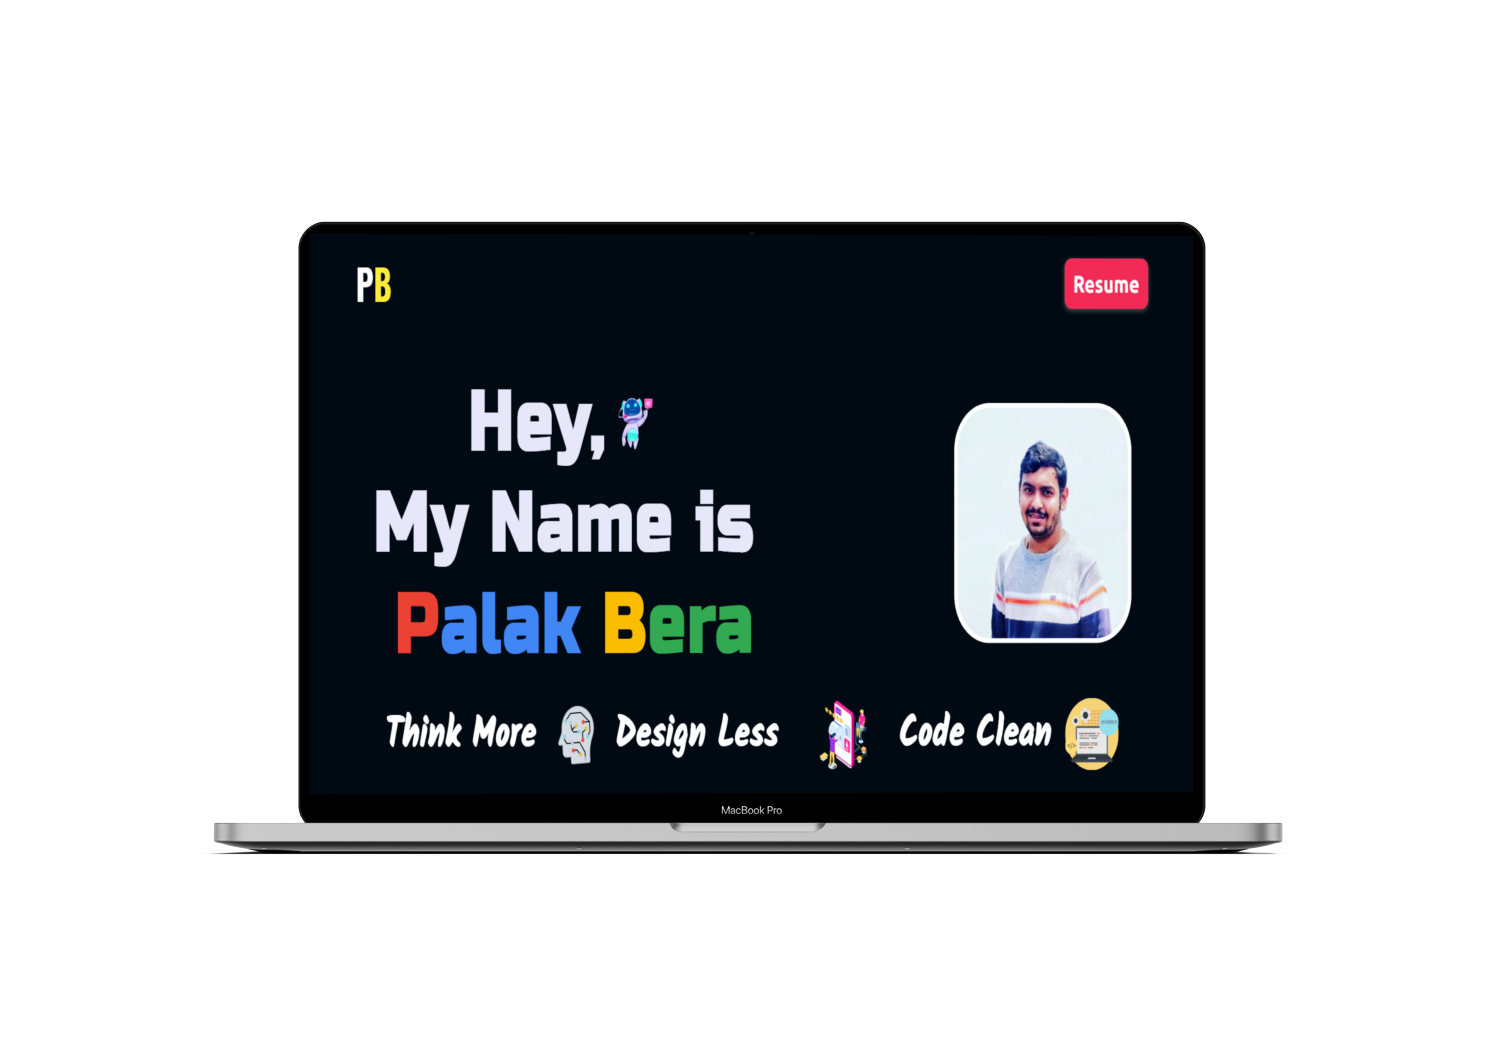 PB
Resume
Hey,
My Name is
Palak Bera
Think More Design Less Code Clean
MacBook Pro